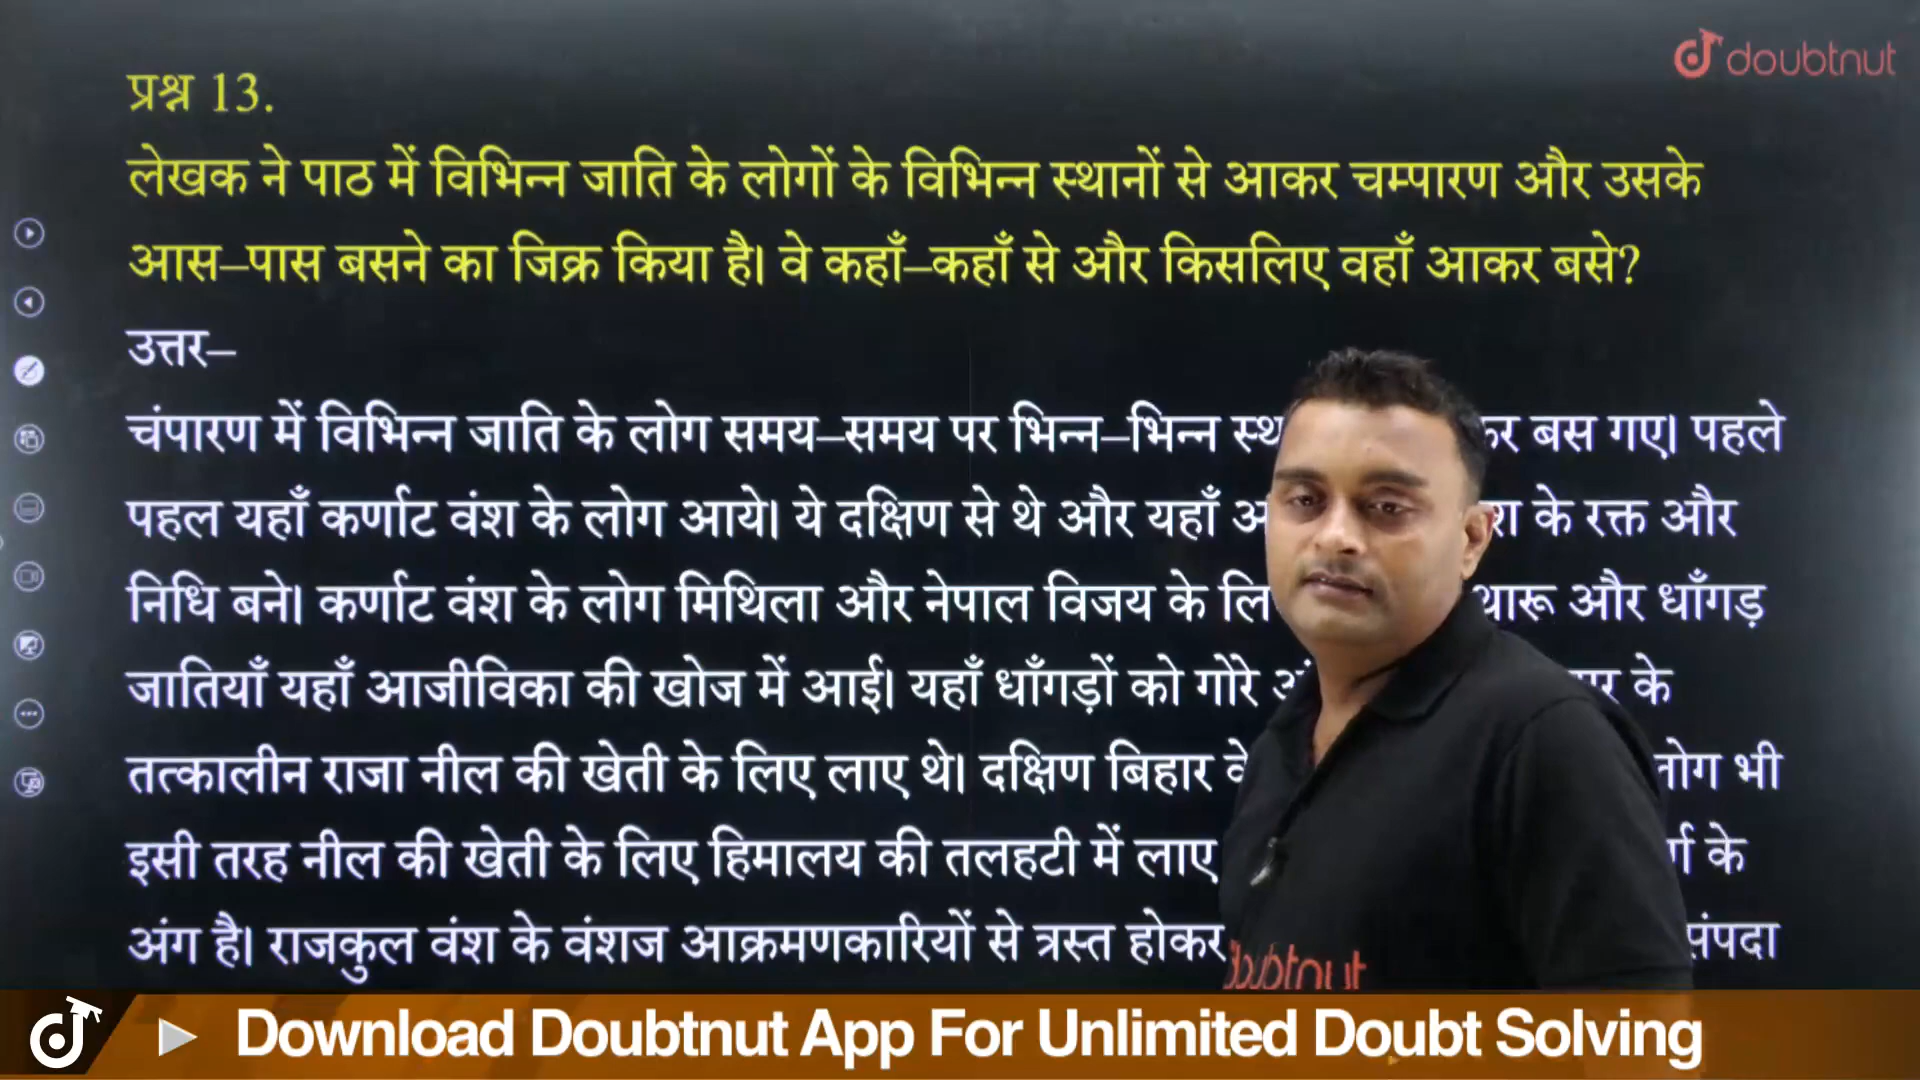 doubtnut
प्रश्न 13.
लेखक ने पाठ में विभिन्न जाति के लोगों के विभिन्न स्थानों से आकर चम्पारण और उसके
आस–पास बसने का जिक्र किया है। वे कहाँ–कहाँ से और किसलिए वहाँ आकर बसे?
उत्तर–
चंपारण में विभिन्न जाति के लोग समय–समय पर भिन्न–भिन्न बस गए। पहले
पहल यहाँ कर्णाट वंश के लोग आये। ये दक्षिण से थे और यहाँ के रक्त और
निधि बने। कर्णाट वंश के लोग मिथिला और नेपाल विजय के थारू और धाँगड़
जातियाँ यहाँ आजीविका की खोज में आई। यहाँ धाँगड़ों को गोरे के
तत्कालीन राजा नील की खेती के लिए लाए थे। दक्षिण बिहार लोग भी
इसी तरह नील की खेती के लिए हिमालय की तलहटी में लाए के
अंग है। राजकुल वंश के वंशज आक्रमणकारियों से त्रस्त होकर संपदा
doubtnut
Download Doubtnut App For Unlimited Doubt Solving